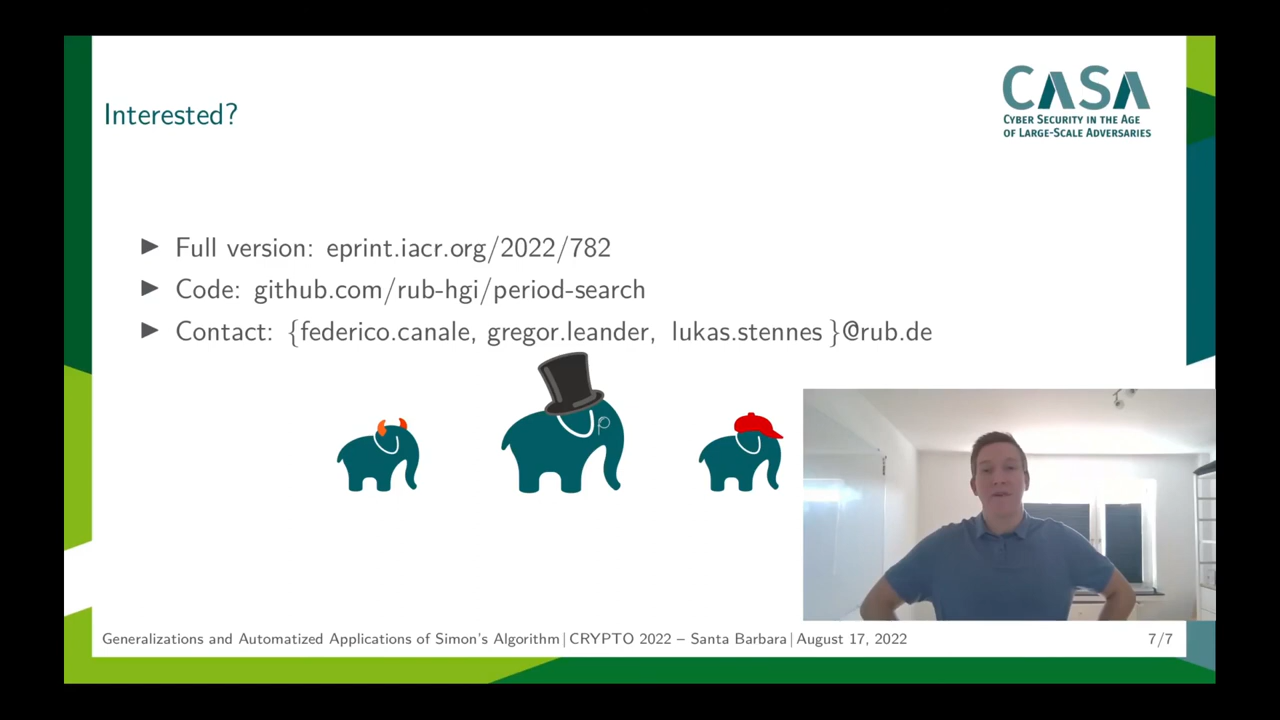 CASA
CYBER SECURITY IN THE AGE
OF LARGE-SCALE ADVERSARIES
Interested?
▶ Full version: eprint.iacr.org/2022/782
▶ Code: github.com/rub-hgi/period-search
▶ Contact: {federico.canale, gregor.leander, lukas.stennes }@rub.de
Generalizations and Automatized Applications of Simon's Algorithm | CRYPTO 2022 – Santa Barbara | August 17, 2022 7/7